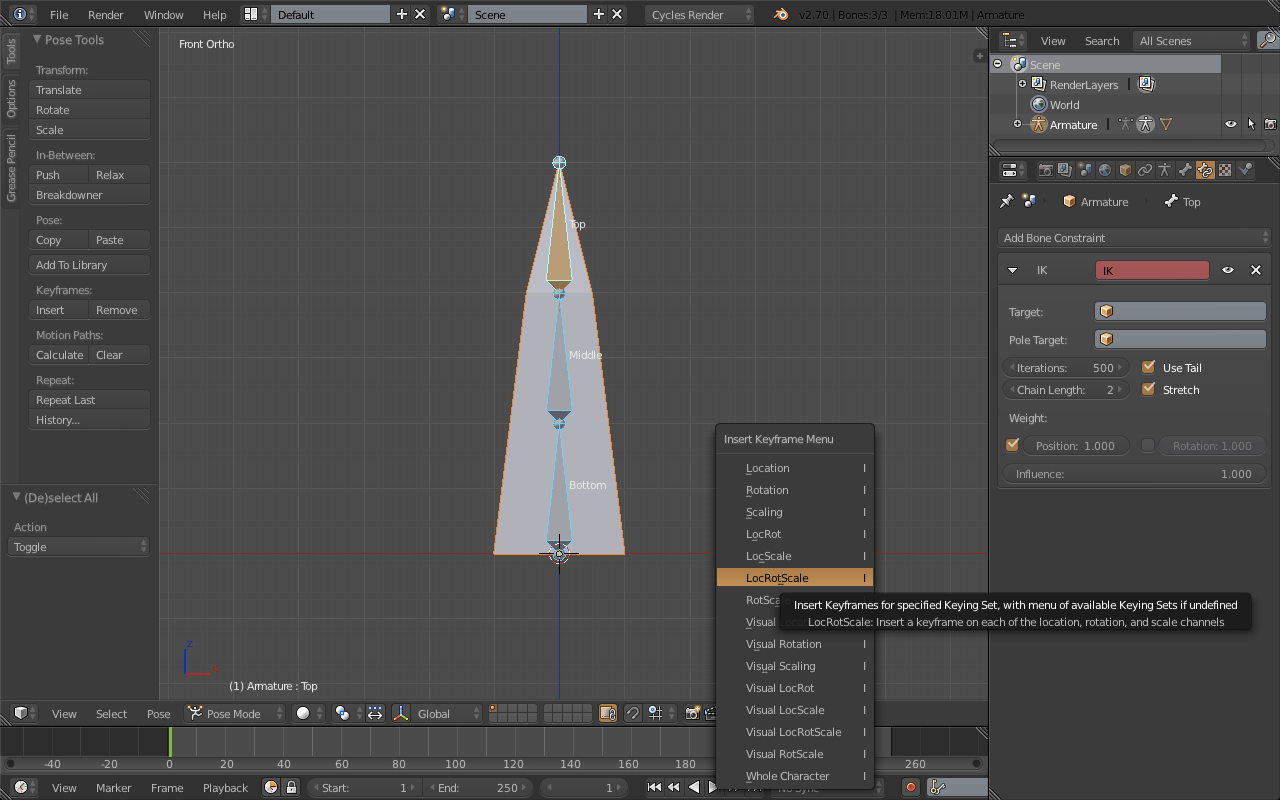 File Render Window Help Default Scene Cycles Render v2.70 | Bones:3/3 | Mem:18.01M | Armature
Tools
Options
Grease Pencil
Pose Tools
Transform:
Translate
Rotate
Scale
In-Between:
Push Relax
Breakdowner
Pose:
Copy Paste
Add To Library
Keyframes:
Insert Remove
Motion Paths:
Calculate Clear
Repeat:
Repeat Last
History...
(De)select All
Action
Toggle
Front Ortho
Top
Middle
Bottom
z
x
(1) Armature : Top
Insert Keyframe Menu
Location I
Rotation I
Scaling I
LocRot I
LocScale I
LocRotScale I
RotSca
Visual
Visual Rotation I
Visual Scaling I
Visual LocRot I
Visual LocScale I
Visual LocRotScale I
Visual RotScale I
Whole Character I
Insert Keyframes for specified Keying Set, with menu of available Keying Sets if undefined
LocRotScale: Insert a keyframe on each of the location, rotation, and scale channels
View Search All Scenes
Scene
RenderLayers |
World
Armature |
Armature Top
Add Bone Constraint
IK IK
Target:
Pole Target:
Iterations: 500 Use Tail
Chain Length: 2 Stretch
Weight:
Position: 1.000 Rotation: 1.000
Influence: 1.000
View Select Pose Pose Mode Global
-40 -20 0 20 40 60 80 100 120 140 160 180 260
View Marker Frame Playback Start: 1 End: 250 1 No Sync